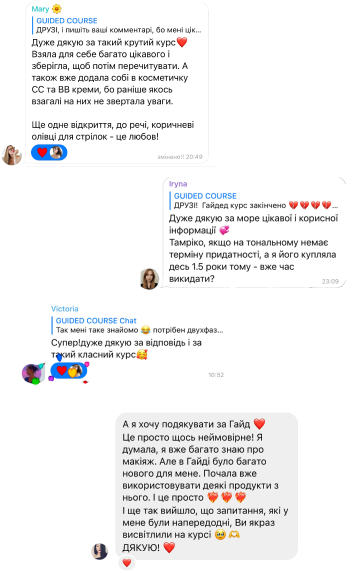 Mary 🌼
GUIDED COURSE
ДРУЗІ, і пишіть ваші комментарі, бо мені цік...
Дуже дякую за такий крутий курс❤️
Взяла для себе багато цікавого і
зберігла, щоб потім перечитувати. А
також вже додала собі в косметичку
СС та ВВ креми, бо раніше якось
взагалі на них не звертала уваги.
Ще одне відкриття, до речі, коричневі
олівці для стрілок - це любов!
змінено!! 20:49
Iryna
GUIDED COURSE
ДРУЗІ! Гайдед курс закінчено 💔💔💔💔...
Дуже дякую за море цікавої і корисної
інформації 💞
Тамріко, якщо на тональному немає
терміну придатності, а я його купляла
десь 1.5 роки тому - вже час
викидати?
23:09
Victoria
GUIDED COURSE Chat
Так мені таке знайомо 😂 потрібен двухфаз...
Супер!дуже дякую за відповідь і за
такий класний курс🥰
10:52
А я хочу подякувати за Гайд ❤️
Це просто щось неймовірне! Я
думала, я вже багато знаю про
макіяж. Але в Гайді було багато
нового для мене. Почала вже
використовувати деякі продукти з
нього. І це просто ❤️‍🔥❤️‍🔥❤️‍🔥
І ще так вийшло, що запитання, які у
мене були напередодні, Ви якраз
висвітлили на курсі 🥹🫶
ДЯКУЮ! ❤️